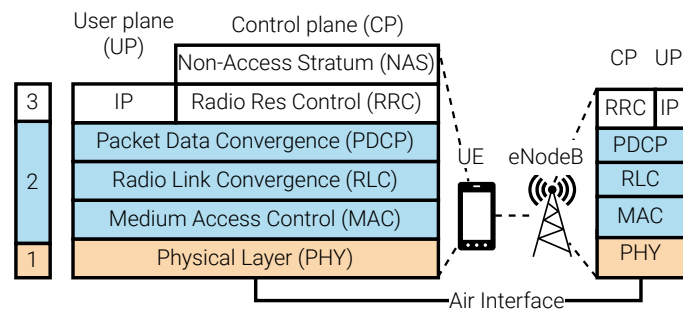 User plane
(UP)
Control plane (CP)
Non-Access Stratum (NAS)
CP UP
3
IP
Radio Res Control (RRC)
RRC IP
Packet Data Convergence (PDCP)
PDCP
UE eNodeB
2
Radio Link Convergence (RLC)
RLC
Medium Access Control (MAC)
MAC
1
Physical Layer (PHY)
PHY
Air Interface